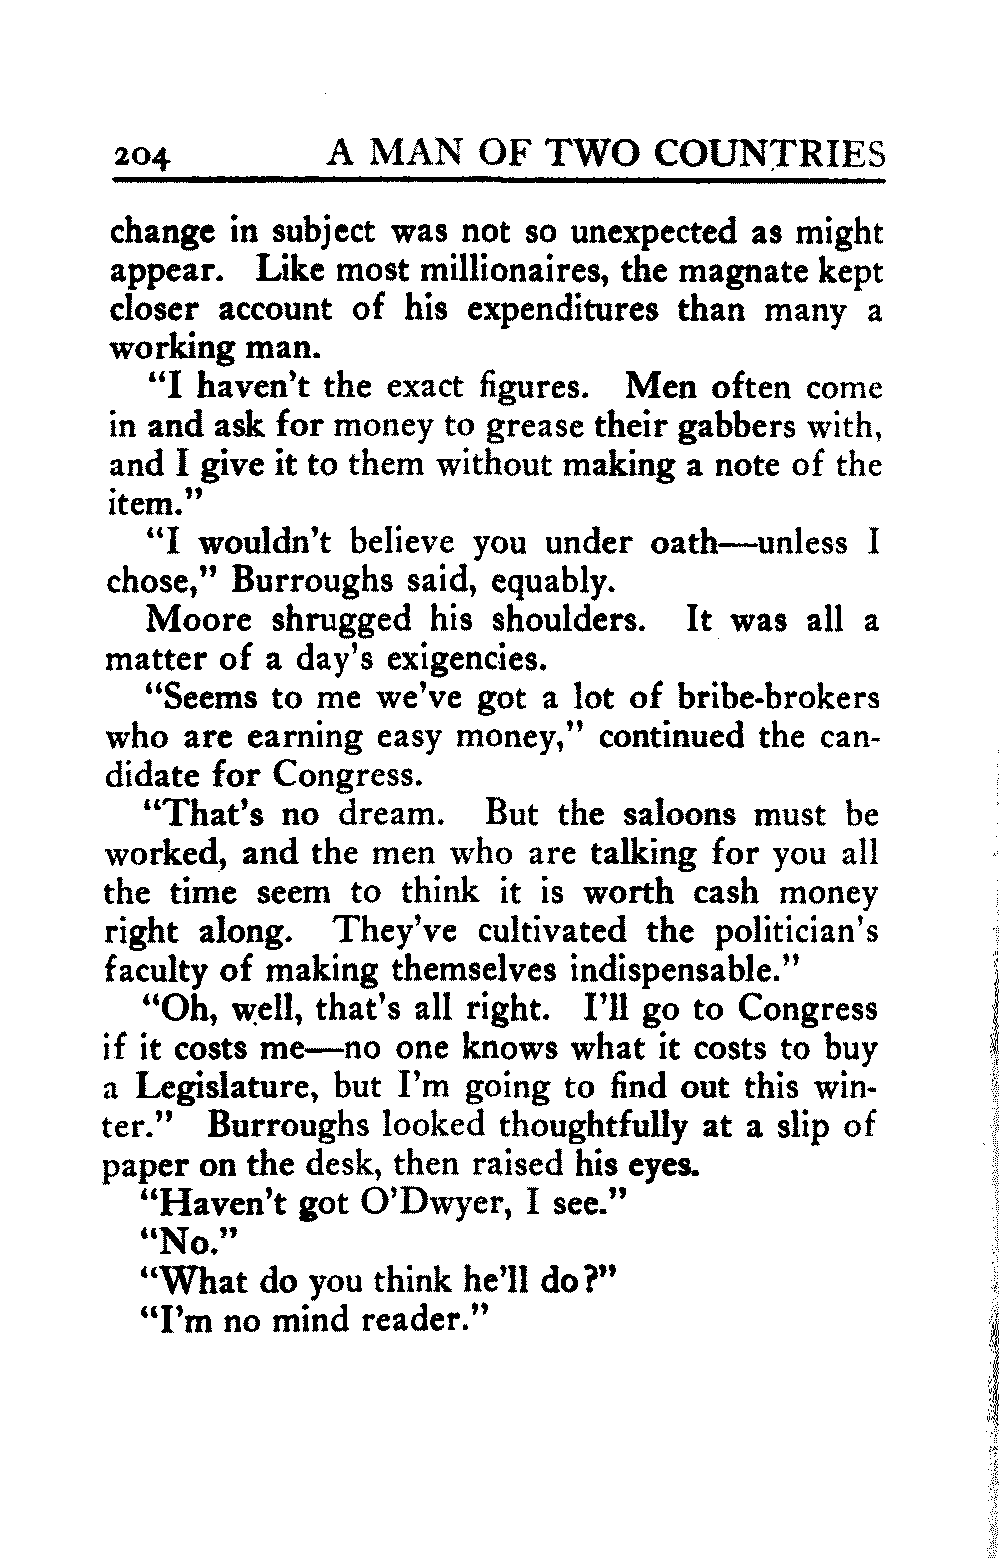 204 A MAN OF TWO COUNTRIES
change in subject was not so unexpected as might
appear. Like most millionaires, the magnate kept
closer account of his expenditures than many a
working man.
“I haven’t the exact figures. Men often come
in and ask for money to grease their gabbers with,
and I give it to them without making a note of the
item.”
“I wouldn’t believe you under oath—unless I
chose,” Burroughs said, equably.
Moore shrugged his shoulders. It was all a
matter of a day’s exigencies.
“Seems to me we’ve got a lot of bribe-brokers
who are earning easy money,” continued the can-
didate for Congress.
“That’s no dream. But the saloons must be
worked, and the men who are talking for you all
the time seem to think it is worth cash money
right along. They’ve cultivated the politician’s
faculty of making themselves indispensable.”
“Oh, well, that’s all right. I’ll go to Congress
if it costs me—no one knows what it costs to buy
a Legislature, but I’m going to find out this win-
ter.” Burroughs looked thoughtfully at a slip of
paper on the desk, then raised his eyes.
“Haven’t got O’Dwyer, I see.”
“No.”
“What do you think he’ll do?”
“I’m no mind reader.”